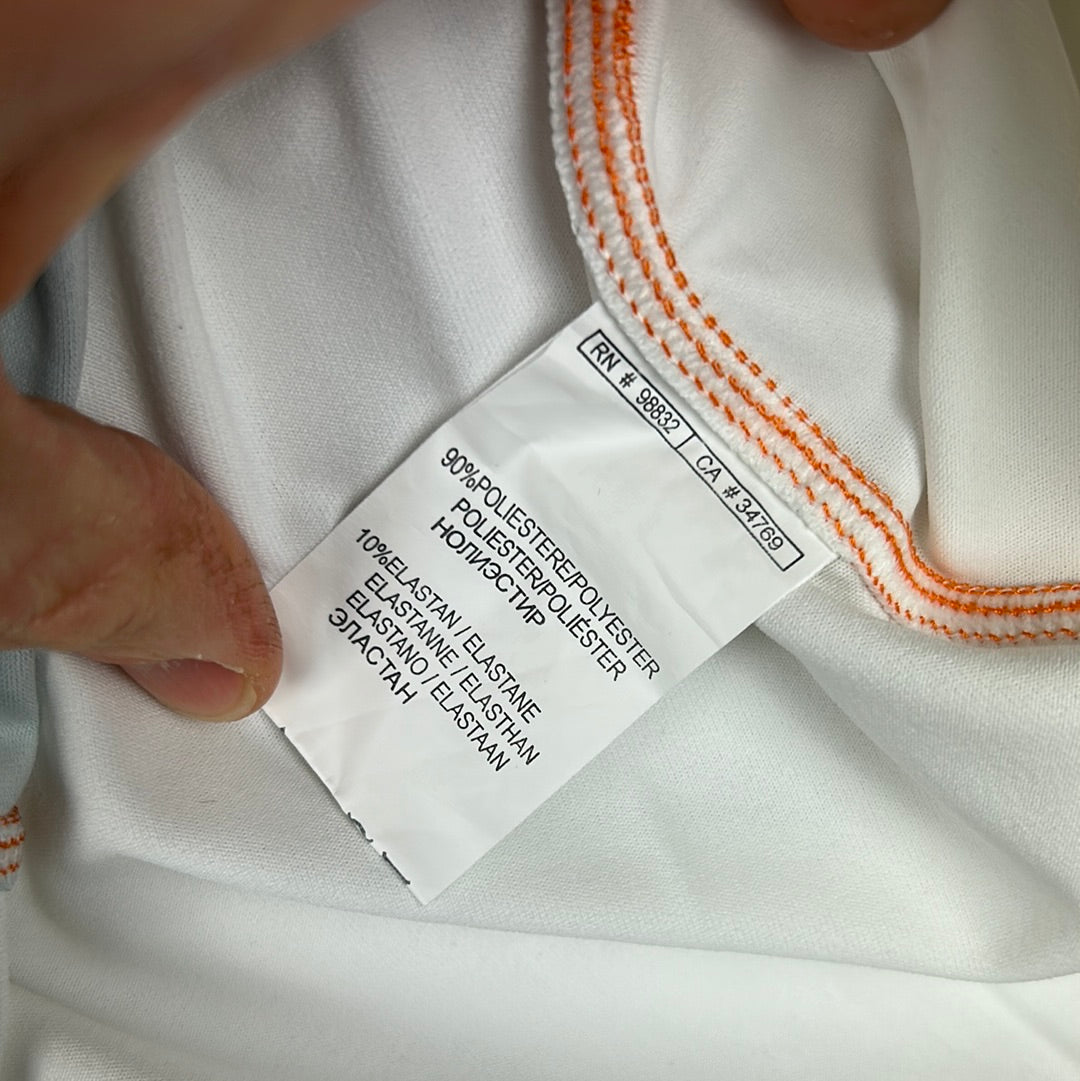 RN # 98832 CA # 34769
90%POLIESTERE/POLYESTER
POLIESTER/POLIÉSTER
НОЛИЭСТИР
10%ELASTAN / ELASTANE
ELASTANNE / ELASTHAN
ELASTANO / ELASTAAN
ЭЛАСТАН